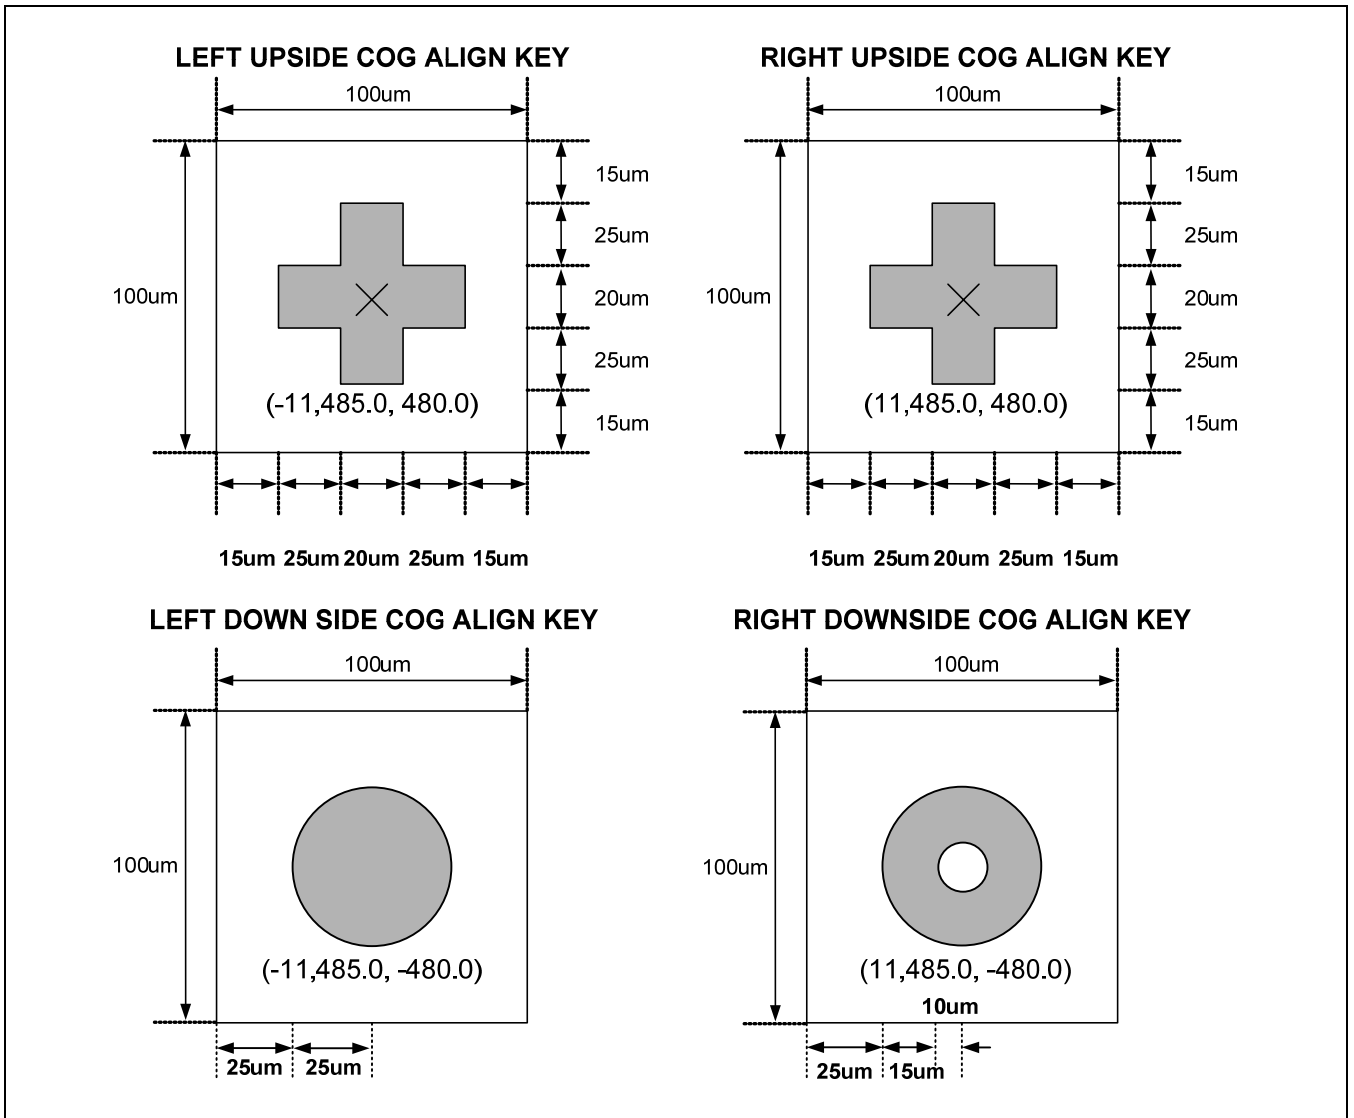 LEFT UPSIDE COG ALIGN KEY
100um
100um
15um
25um
20um
25um
15um
(-11,485.0, 480.0)
15um 25um 20um 25um 15um
RIGHT UPSIDE COG ALIGN KEY
100um
100um
15um
25um
20um
25um
15um
(11,485.0, 480.0)
15um 25um 20um 25um 15um
LEFT DOWN SIDE COG ALIGN KEY
100um
100um
(-11,485.0, -480.0)
25um 25um
RIGHT DOWNSIDE COG ALIGN KEY
100um
100um
(11,485.0, -480.0)
10um
25um 15um